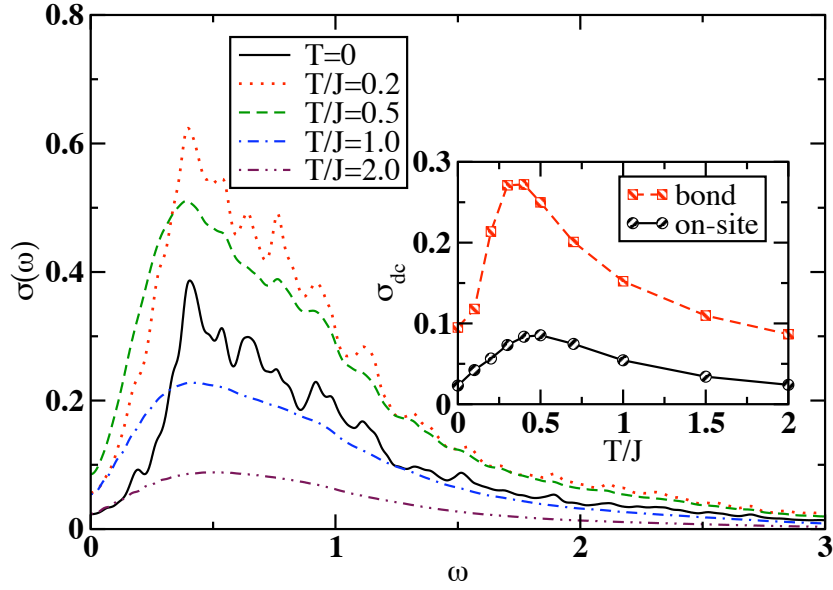 0.8
0.6
0.4
0.2
0
σ(ω)
0
1
2
3
ω
T=0
T/J=0.2
T/J=0.5
T/J=1.0
T/J=2.0
0.3
0.2
0.1
0
σdc
0
0.5
1
1.5
2
T/J
bond
on-site